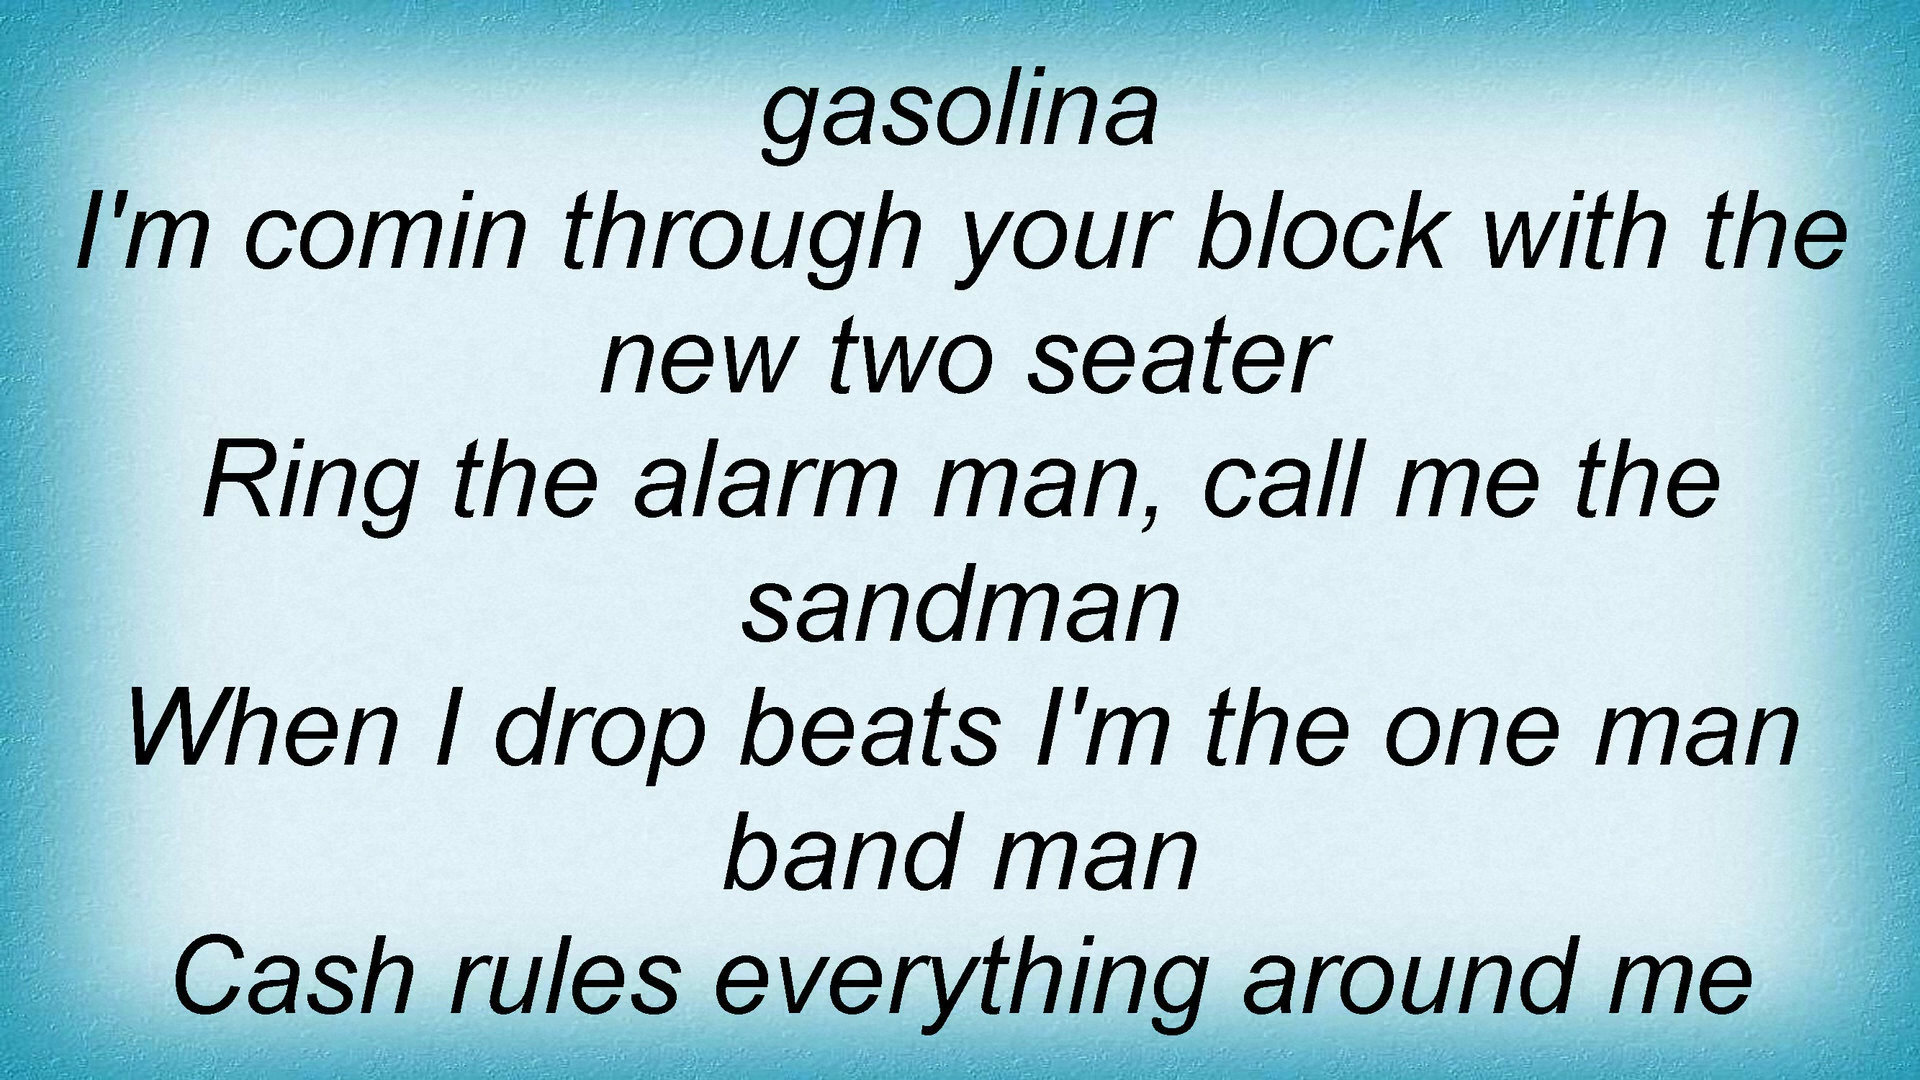 gasolina
I'm comin through your block with the
new two seater
Ring the alarm man, call me the
sandman
When I drop beats I'm the one man
band man
Cash rules everything around me